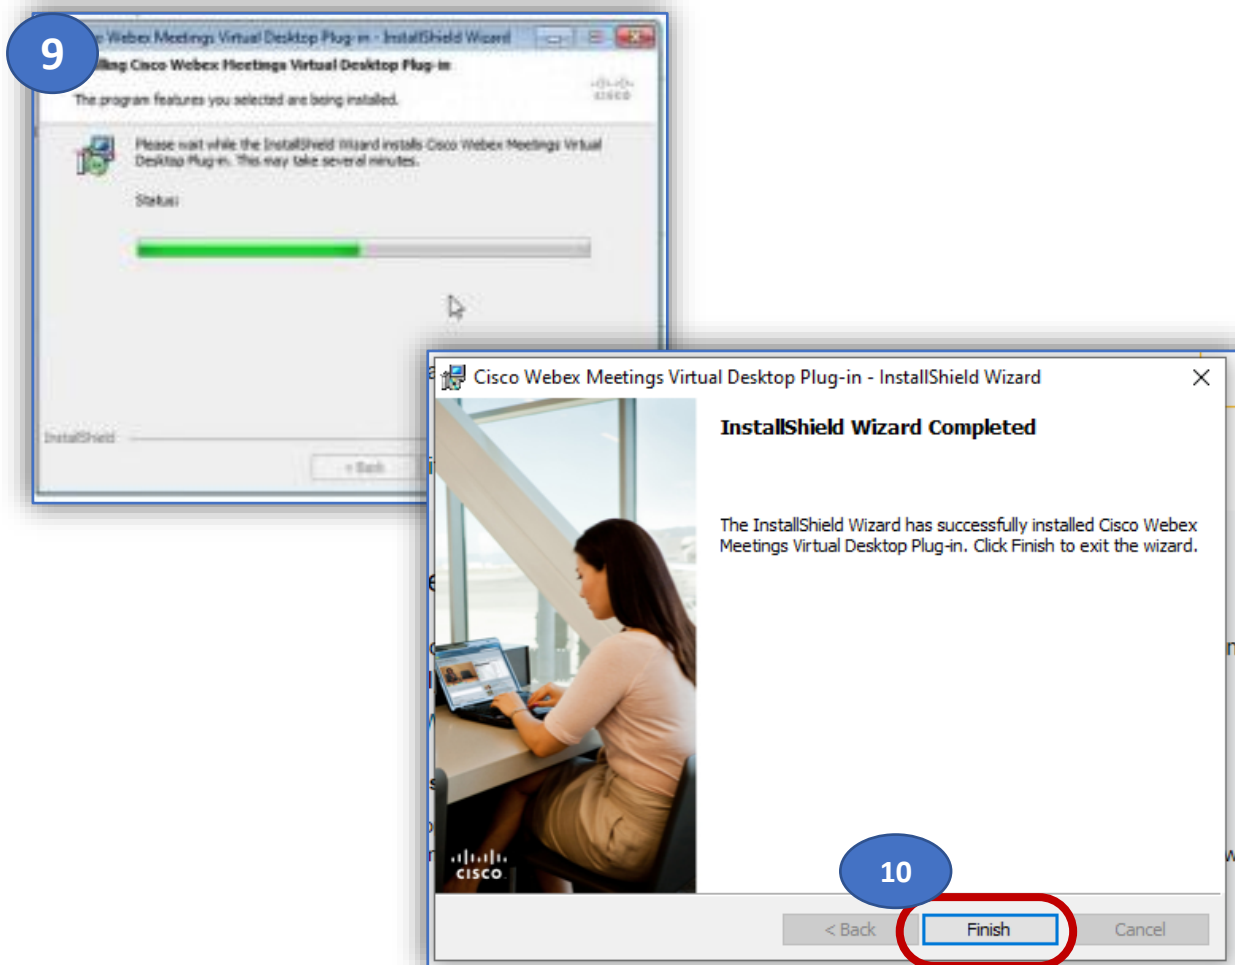 9
Webex Meetings Virtual Desktop Plug-in - InstallShield Wizard
lling Cisco Webex Meetings Virtual Desktop Plug-in
The program features you selected are being installed.
CISCO
Please wait while the InstallShield Wizard installs Cisco Webex Meetings Virtual
Desktop Plug-in. This may take several minutes.
Status:
InstallShield
< Back
Cisco Webex Meetings Virtual Desktop Plug-in - InstallShield Wizard
InstallShield Wizard Completed
The InstallShield Wizard has successfully installed Cisco Webex
Meetings Virtual Desktop Plug-in. Click Finish to exit the wizard.
CISCO
10
< Back
Finish
Cancel